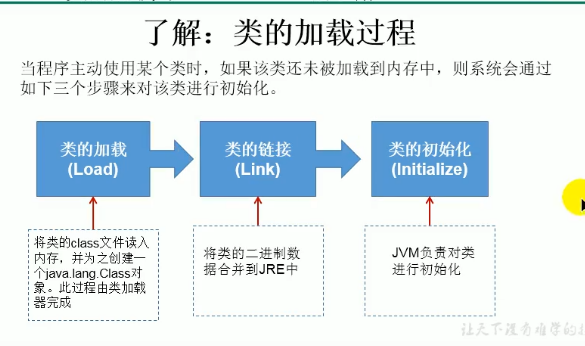 了解：类的加载过程
当程序主动使用某个类时，如果该类还未被加载到内存中，则系统会通过
如下三个步骤来对该类进行初始化。
类的加载
(Load)
类的链接
(Link)
类的初始化
(Initialize)
将类的class文件读入
内存，并为之创建一
个java.lang.Class对
象。此过程由类加载
器完成
将类的二进制数
据合并到JRE中
JVM负责对类
进行初始化
让天下没有难学的